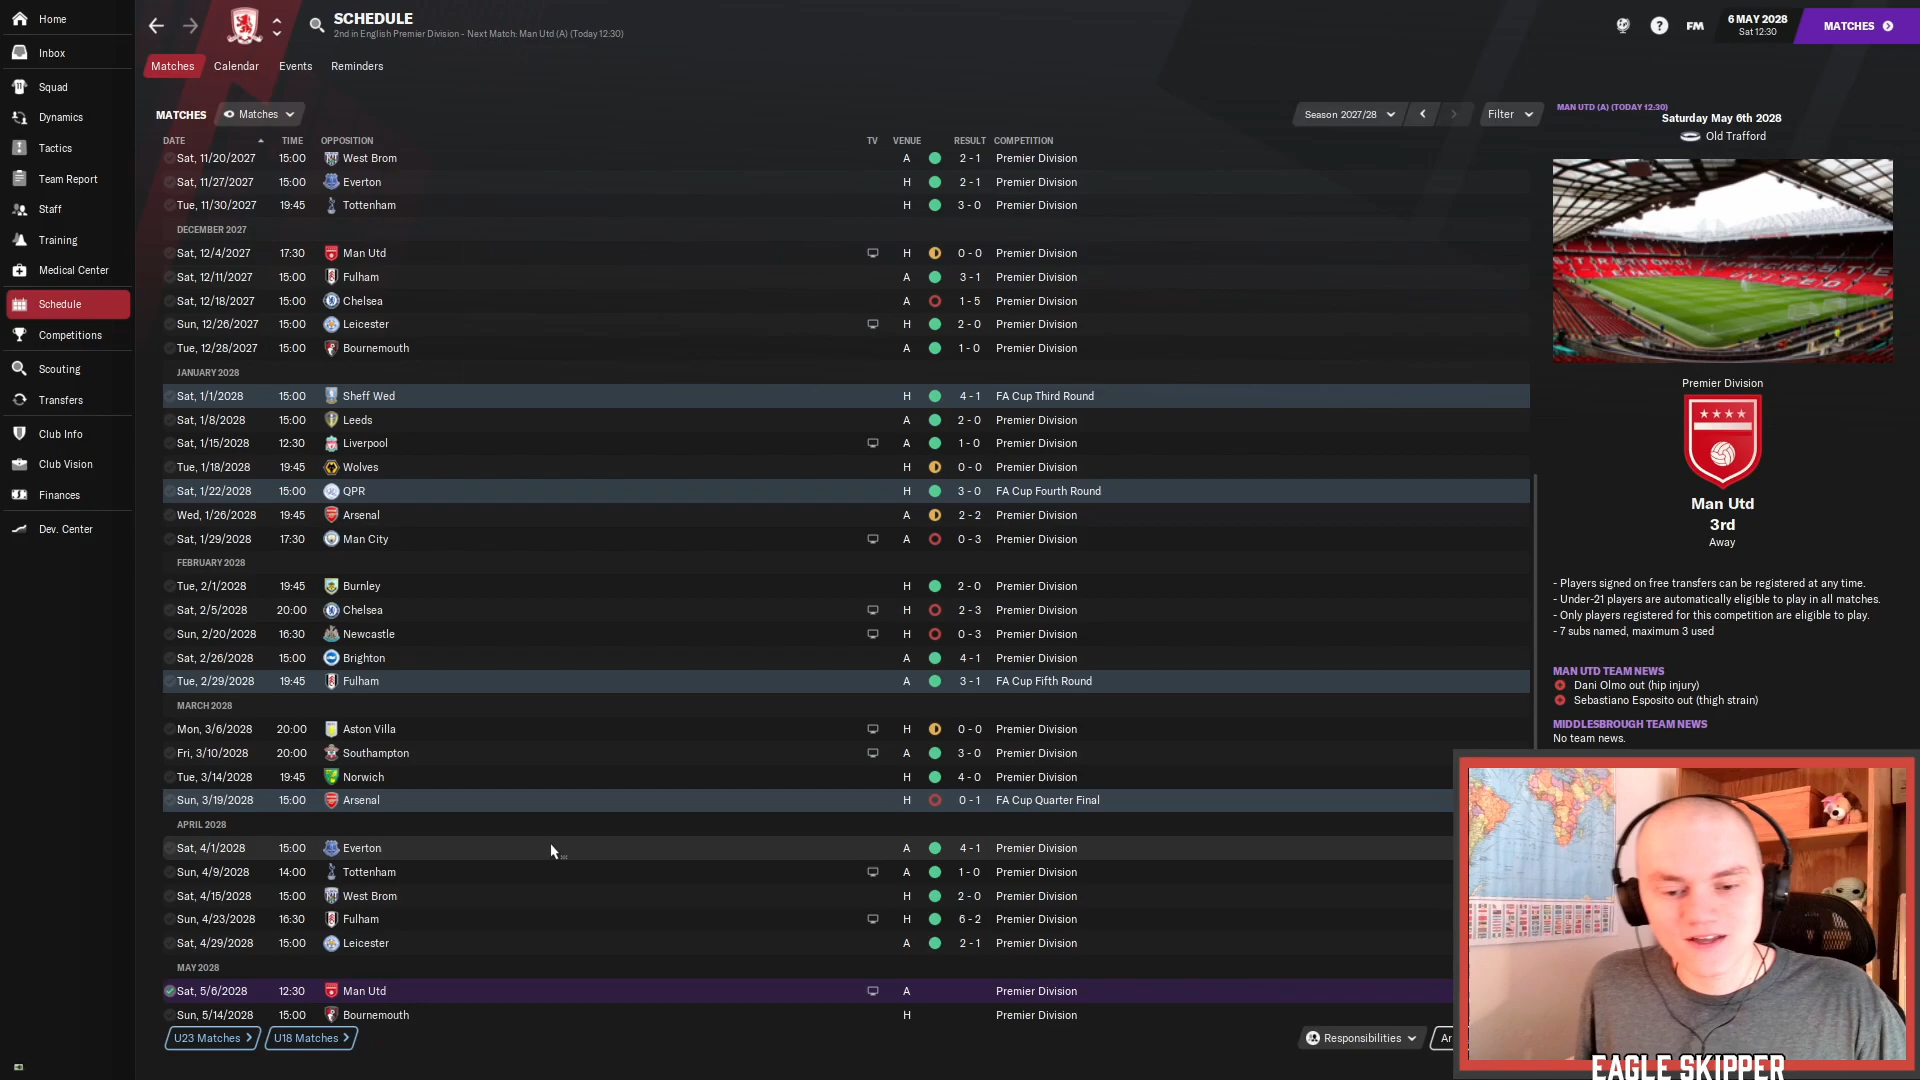 Home
Inbox
Squad
Dynamics
Tactics
Team Report
Staff
Training
Medical Center
Schedule
Competitions
Scouting
Transfers
Club Info
Club Vision
Finances
Dev. Center
SCHEDULE
2nd in English Premier Division - Next Match: Man Utd (A) (Today 12:30)
FM
6 MAY 2028
Sat 12:30
MATCHES
Matches Calendar Events Reminders
MATCHES Matches Season 2027/28 Filter
DATE TIME OPPOSITION TV VENUE RESULT COMPETITION
Sat, 11/20/2027 15:00 West Brom A 2 - 1 Premier Division
Sat, 11/27/2027 15:00 Everton H 2 - 1 Premier Division
Tue, 11/30/2027 19:45 Tottenham H 3 - 0 Premier Division
DECEMBER 2027
Sat, 12/4/2027 17:30 Man Utd H 0 - 0 Premier Division
Sat, 12/11/2027 15:00 Fulham A 3 - 1 Premier Division
Sat, 12/18/2027 15:00 Chelsea A 1 - 5 Premier Division
Sun, 12/26/2027 15:00 Leicester H 2 - 0 Premier Division
Tue, 12/28/2027 15:00 Bournemouth A 1 - 0 Premier Division
JANUARY 2028
Sat, 1/1/2028 15:00 Sheff Wed H 4 - 1 FA Cup Third Round
Sat, 1/8/2028 15:00 Leeds A 2 - 0 Premier Division
Sat, 1/15/2028 12:30 Liverpool A 1 - 0 Premier Division
Tue, 1/18/2028 19:45 Wolves H 0 - 0 Premier Division
Sat, 1/22/2028 15:00 QPR H 3 - 0 FA Cup Fourth Round
Wed, 1/26/2028 19:45 Arsenal A 2 - 2 Premier Division
Sat, 1/29/2028 17:30 Man City A 0 - 3 Premier Division
FEBRUARY 2028
Tue, 2/1/2028 19:45 Burnley H 2 - 0 Premier Division
Sat, 2/5/2028 20:00 Chelsea H 2 - 3 Premier Division
Sun, 2/20/2028 16:30 Newcastle H 0 - 3 Premier Division
Sat, 2/26/2028 15:00 Brighton A 4 - 1 Premier Division
Tue, 2/29/2028 19:45 Fulham A 3 - 1 FA Cup Fifth Round
MARCH 2028
Mon, 3/6/2028 20:00 Aston Villa H 0 - 0 Premier Division
Fri, 3/10/2028 20:00 Southampton A 3 - 0 Premier Division
Tue, 3/14/2028 19:45 Norwich H 4 - 0 Premier Division
Sun, 3/19/2028 15:00 Arsenal H 0 - 1 FA Cup Quarter Final
APRIL 2028
Sat, 4/1/2028 15:00 Everton A 4 - 1 Premier Division
Sun, 4/9/2028 14:00 Tottenham A 1 - 0 Premier Division
Sat, 4/15/2028 15:00 West Brom H 2 - 0 Premier Division
Sun, 4/23/2028 16:30 Fulham H 6 - 2 Premier Division
Sat, 4/29/2028 15:00 Leicester A 2 - 1 Premier Division
MAY 2028
Sat, 5/6/2028 12:30 Man Utd A Premier Division
Sun, 5/14/2028 15:00 Bournemouth H Premier Division
U23 Matches U18 Matches Responsibilities Ar
MAN UTD (A) (TODAY 12:30)
Saturday May 6th 2028
Old Trafford
Premier Division
Man Utd
3rd
Away
- Players signed on free transfers can be registered at any time.
- Under-21 players are automatically eligible to play in all matches.
- Only players registered for this competition are eligible to play.
- 7 subs named, maximum 3 used
MAN UTD TEAM NEWS
Dani Olmo out (hip injury)
Sebastiano Esposito out (thigh strain)
MIDDLESBROUGH TEAM NEWS
No team news.
EAGLE SKIPPER